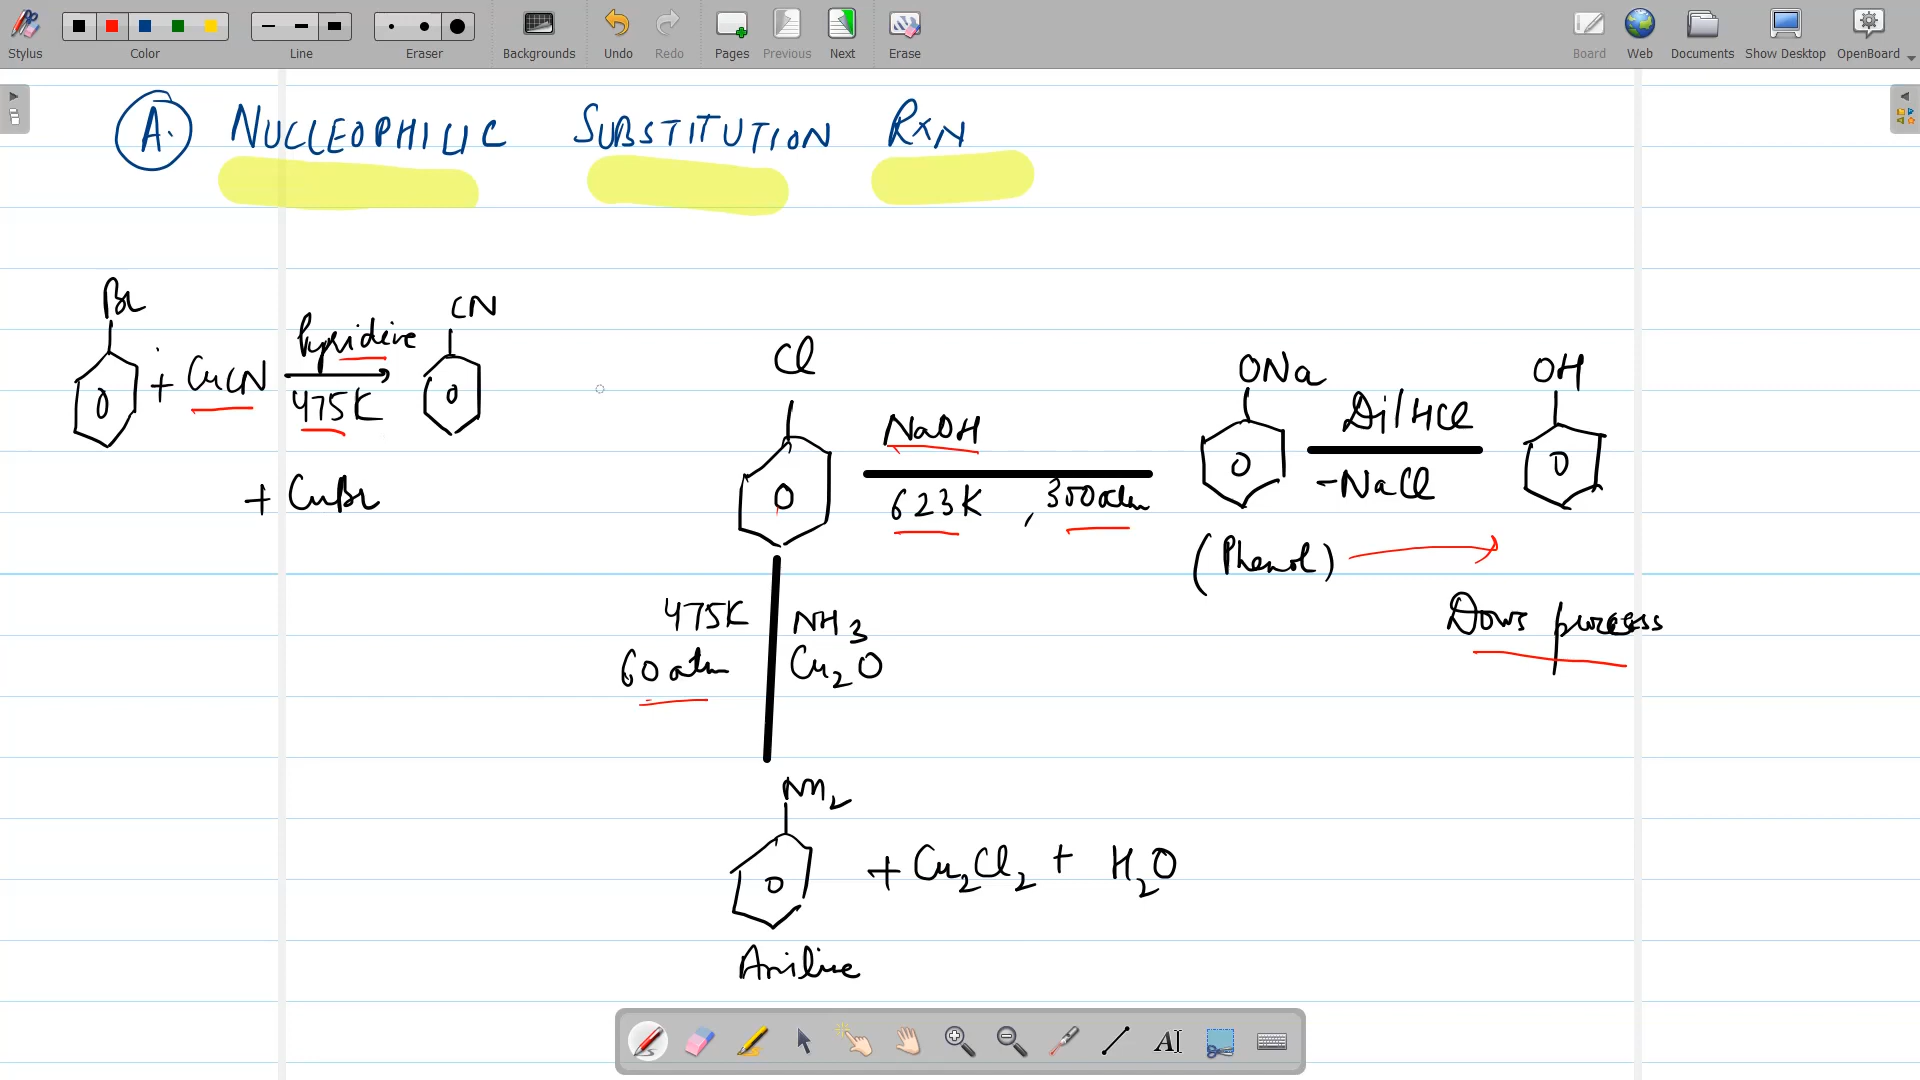 Stylus Color Line Eraser Backgrounds Undo Redo Pages Previous Next Erase Board Web Documents Show Desktop OpenBoard
A. NUCLEOPHILIC SUBSTITUTION RXN
Br
+ CuCN
Pyridine
475K
CN
+ CuBr
Cl
NaOH
623K , 300atm
ONa
Dil HCl
-NaCl
OH
(Phenol)
Dows process
475K
60 atm
NH3
Cu2O
NH2
+ Cu2Cl2 + H2O
Aniline